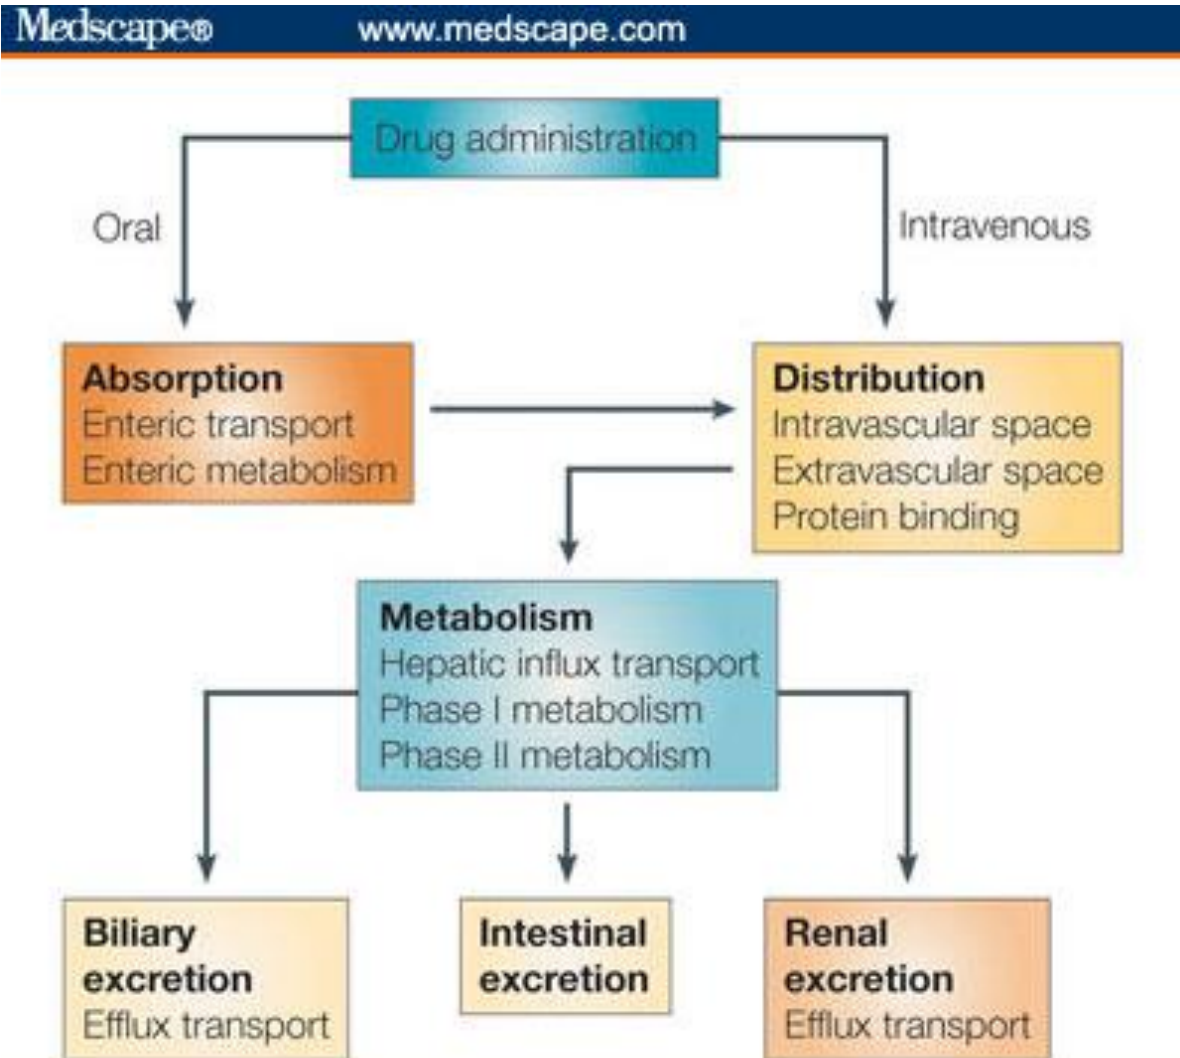 Medscape® www.medscape.com
Drug administration
Oral
Intravenous
Absorption
Enteric transport
Enteric metabolism
Distribution
Intravascular space
Extravascular space
Protein binding
Metabolism
Hepatic influx transport
Phase I metabolism
Phase II metabolism
Biliary
excretion
Efflux transport
Intestinal
excretion
Renal
excretion
Efflux transport